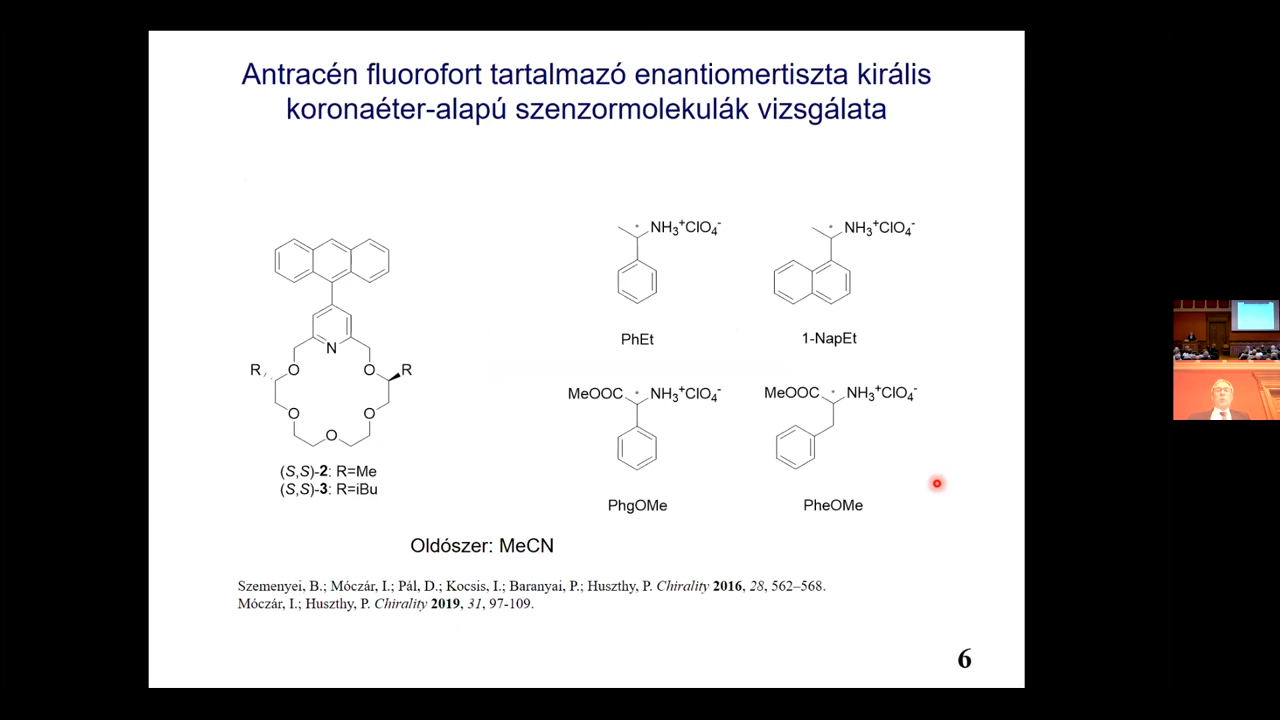 Antracén fluorofort tartalmazó enantiomertiszta királis
koronaéter-alapú szenzormolekulák vizsgálata
N
R
O
O
R
O
O
O
(S,S)-2: R=Me
(S,S)-3: R=iBu
* NH3+ClO4-
PhEt
* NH3+ClO4-
1-NapEt
MeOOC * NH3+ClO4-
PhgOMe
MeOOC * NH3+ClO4-
PheOMe
Oldószer: MeCN
Szemenyei, B.; Móczár, I.; Pál, D.; Kocsis, I.; Baranyai, P.; Huszthy, P. Chirality 2016, 28, 562–568.
Móczár, I.; Huszthy, P. Chirality 2019, 31, 97-109.
6